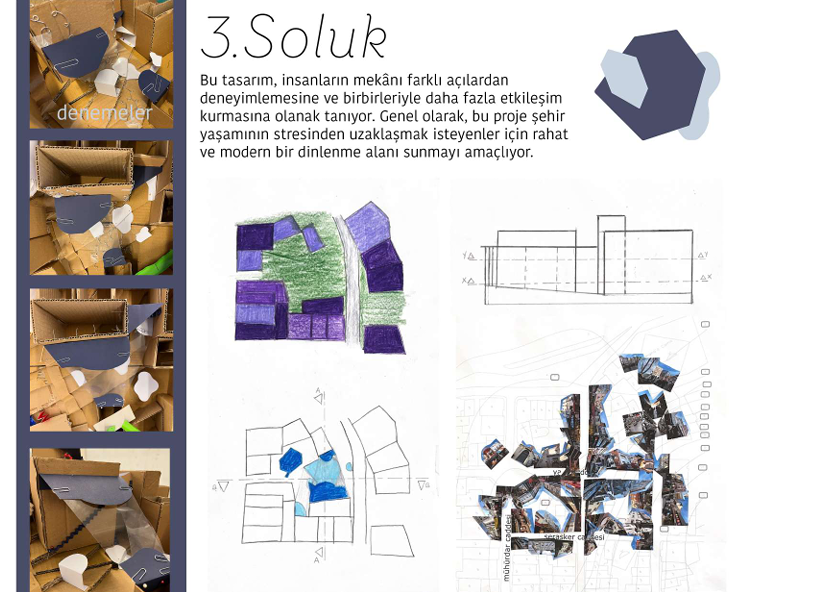 3.Soluk
Bu tasarım, insanların mekânı farklı açılardan
deneyimlemesine ve birbirleriyle daha fazla etkileşim
kurmasına olanak tanıyor. Genel olarak, bu proje şehir
yaşamının stresinden uzaklaşmak isteyenler için rahat
ve modern bir dinlenme alanı sunmayı amaçlıyor.
denemeler
Y
Y
X
X
A
A
serasker caddesi
mühürdar caddesi